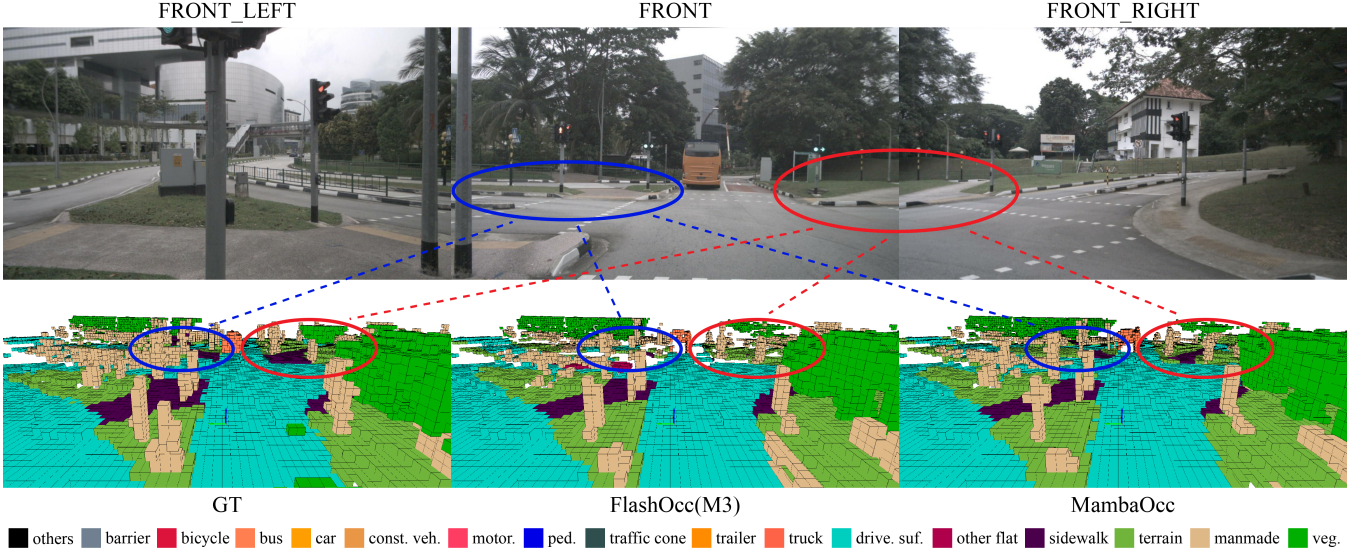 FRONT_LEFT FRONT FRONT_RIGHT
GT FlashOcc(M3) MambaOcc
others barrier bicycle bus car const. veh. motor. ped. traffic cone trailer truck drive. suf. other flat sidewalk terrain manmade veg.